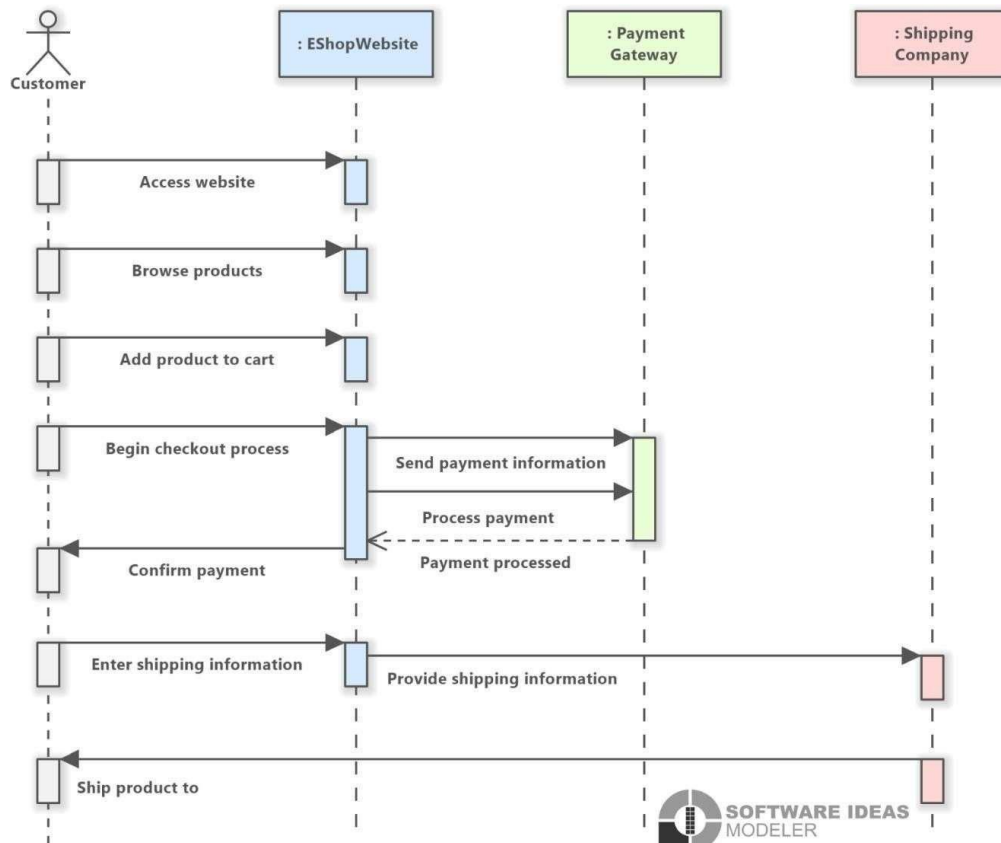 Customer
: EShopWebsite
: Payment
Gateway
: Shipping
Company
Access website
Browse products
Add product to cart
Begin checkout process
Send payment information
Process payment
Payment processed
Confirm payment
Enter shipping information
Provide shipping information
Ship product to
SOFTWARE IDEAS
MODELER